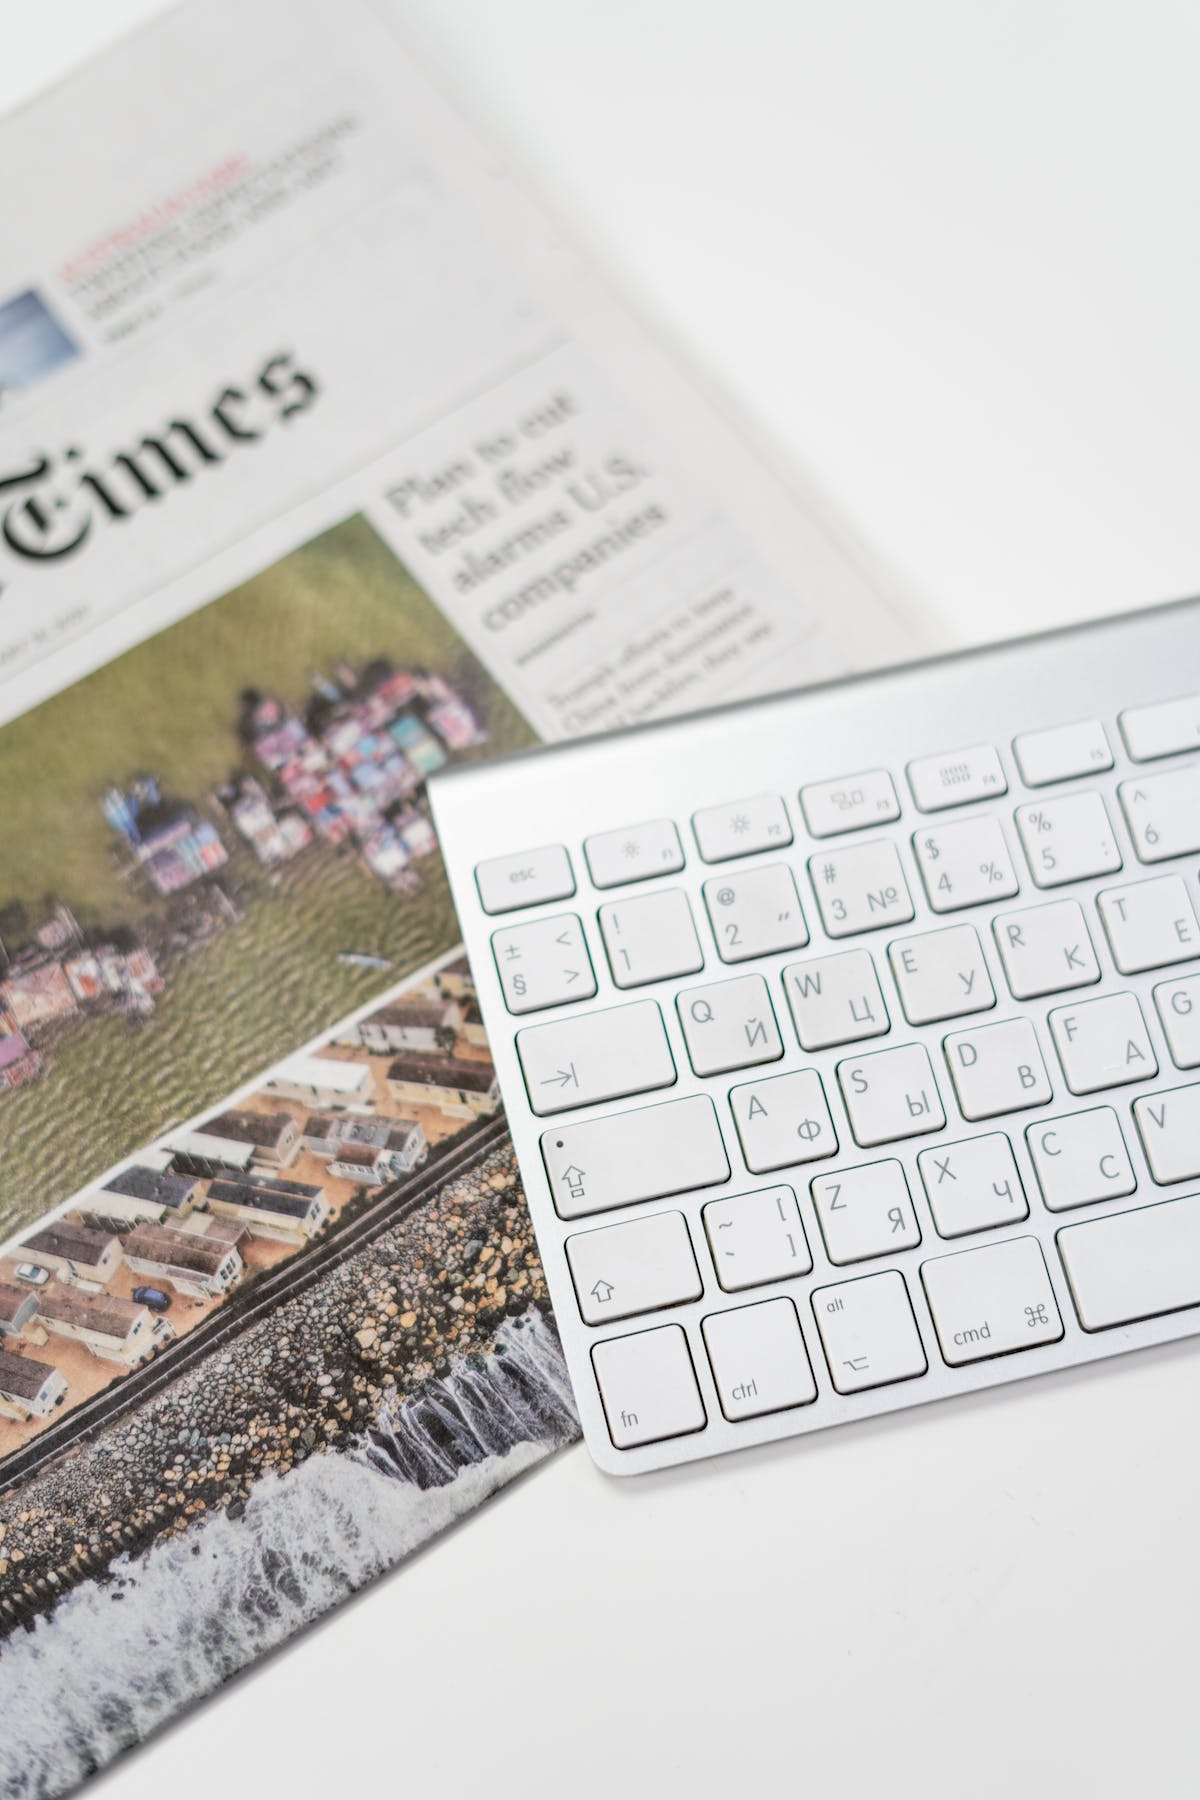 Times
Plan to cut
tech flow
alarms U.S.
companies
esc F1 F2 F3 F4 F5
± < § > ! 1 @ 2 " # 3 № $ 4 % % 5 : ^ 6
Q Й W Ц E У R К T Е
A Ф S Ы D В F А G
~ [ ` ] Z Я X Ч C С V
fn ctrl alt cmd ⌘